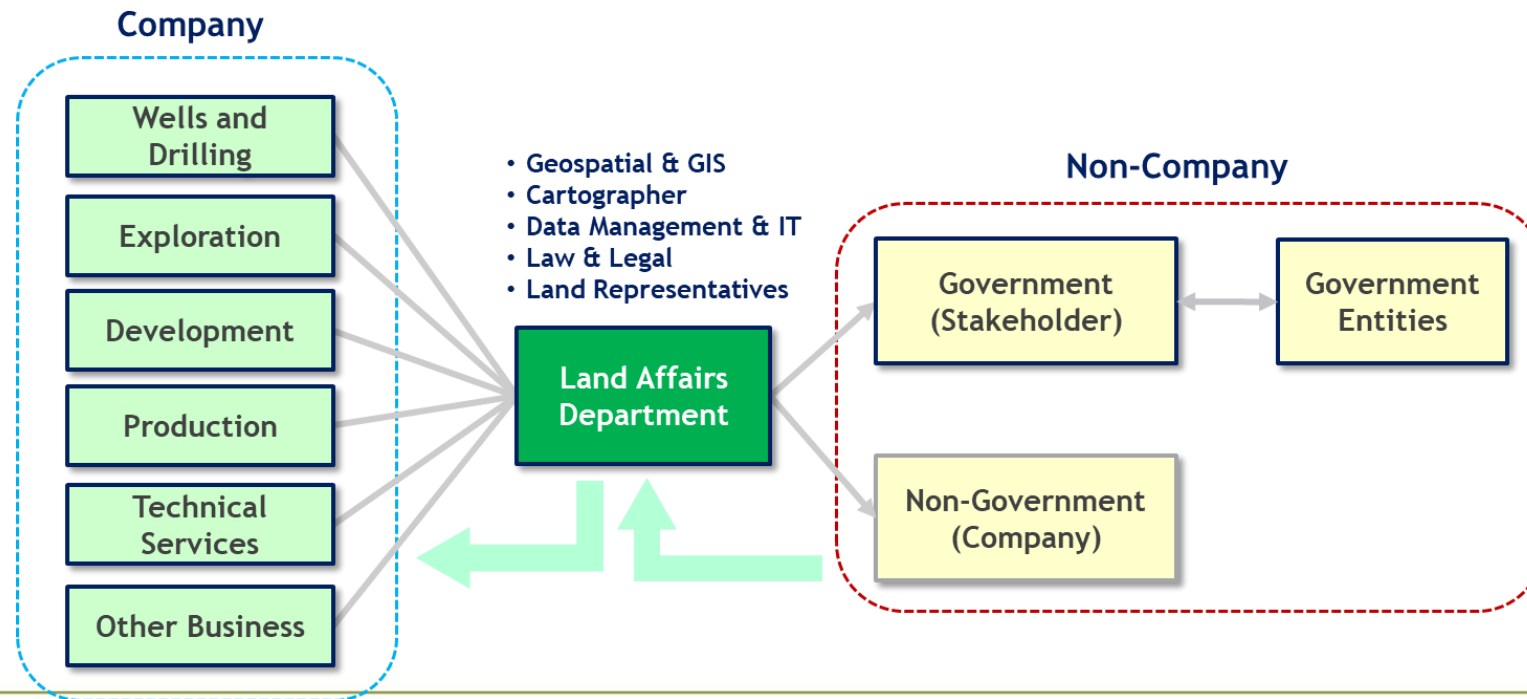 Company
Wells and
Drilling
Exploration
Development
Production
Technical
Services
Other Business
• Geospatial & GIS
• Cartographer
• Data Management & IT
• Law & Legal
• Land Representatives
Land Affairs
Department
Non-Company
Government
(Stakeholder)
Government
Entities
Non-Government
(Company)